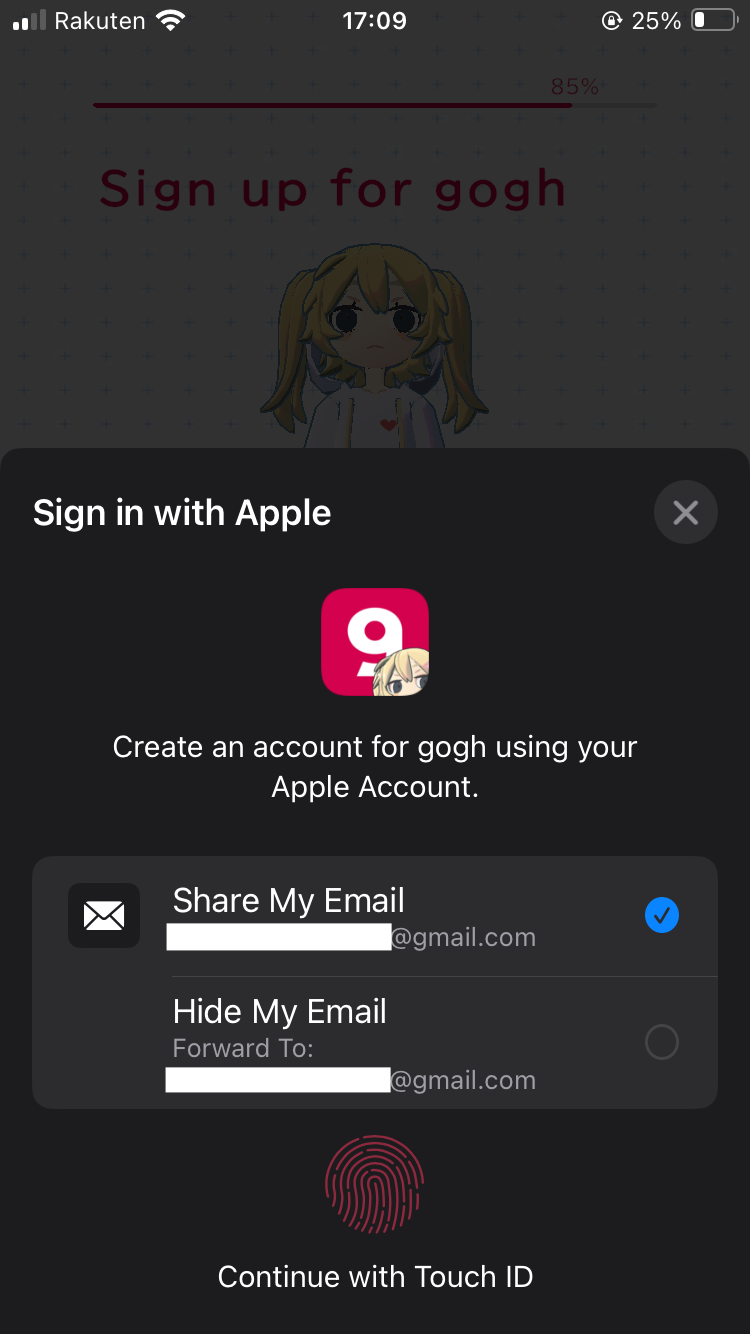 Rakuten 17:09 25%
85%
Sign up for gogh
Sign in with Apple
9
Create an account for gogh using your
Apple Account.
Share My Email
@gmail.com
Hide My Email
Forward To:
@gmail.com
Continue with Touch ID